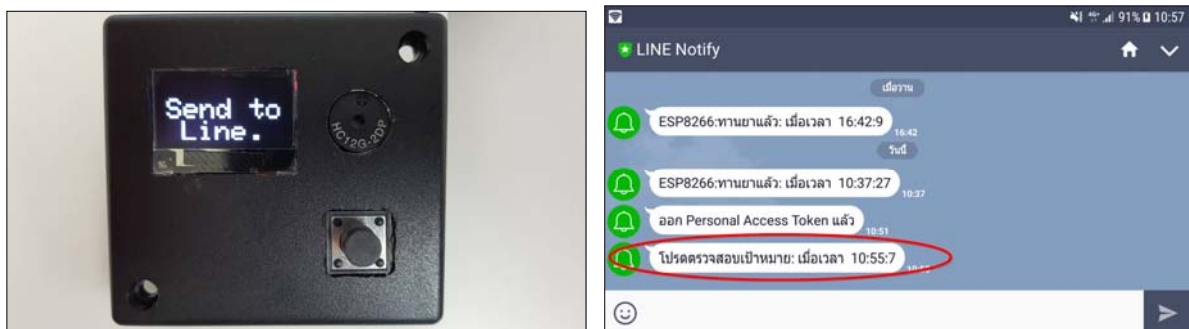 Send to
Line.
HC12G-2DP
91% 10:57
LINE Notify
เมื่อวาน
ESP8266:ทานยาแล้ว: เมื่อเวลา 16:42:9
16:42
วันนี้
ESP8266:ทานยาแล้ว: เมื่อเวลา 10:37:27
10:37
ออก Personal Access Token แล้ว
10:51
โปรดตรวจสอบเป้าหมาย: เมื่อเวลา 10:55:7